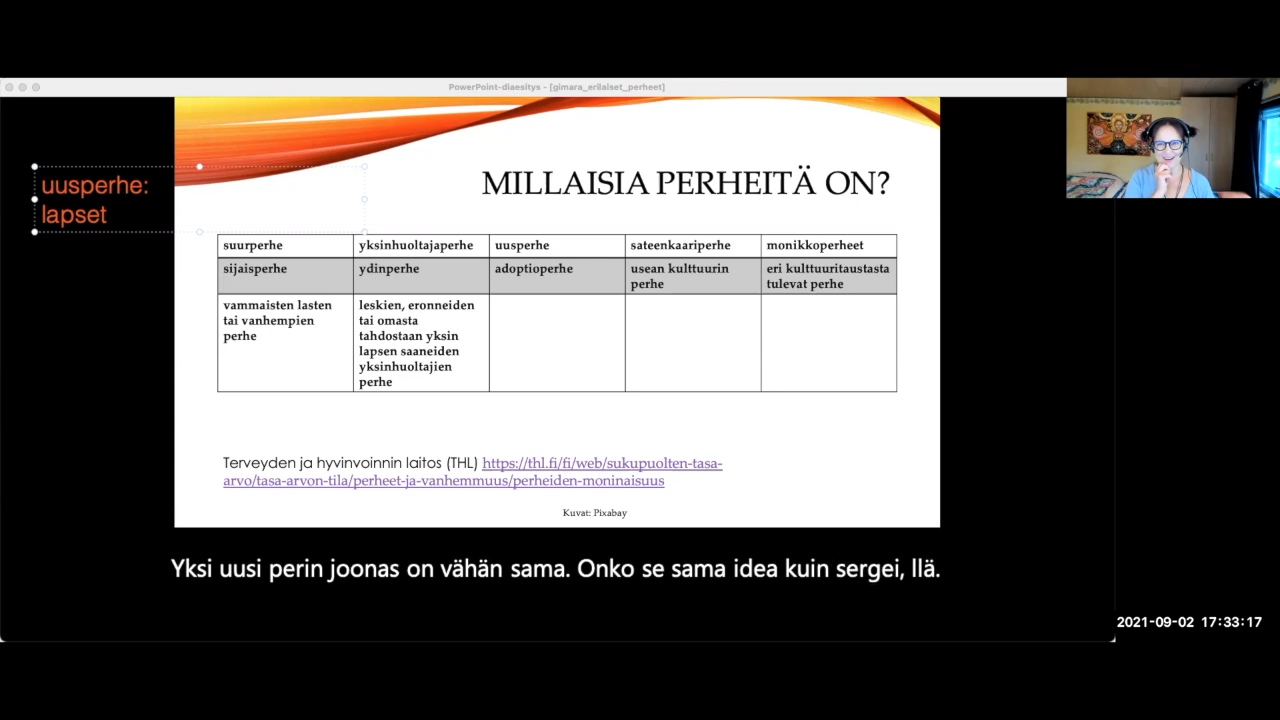 PowerPoint-diaesitys - [gimara_erilaiset_perheet]
uusperhe:
lapset
MILLAISIA PERHEITÄ ON?
suurperhe
yksinhuoltajaperhe
uusperhe
sateenkaariperhe
monikkoperheet
sijaisperhe
ydinperhe
adoptioperhe
usean kulttuurin
perhe
eri kulttuuritaustasta
tulevat perhe
vammaisten lasten
tai vanhempien
perhe
leskien, eronneiden
tai omasta
tahdostaan yksin
lapsen saaneiden
yksinhuoltajien
perhe
Terveyden ja hyvinvoinnin laitos (THL) https://thl.fi/fi/web/sukupuolten-tasa-
arvo/tasa-arvon-tila/perheet-ja-vanhemmuus/perheiden-moninaisuus
Kuvat: Pixabay
Yksi uusi perin joonas on vähän sama. Onko se sama idea kuin sergei, llä.
2021-09-02 17:33:17